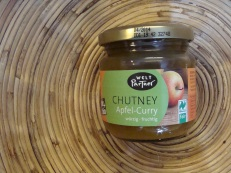 WELT
Partner
CHUTNEY
Apfel-Curry
würzig - fruchtig